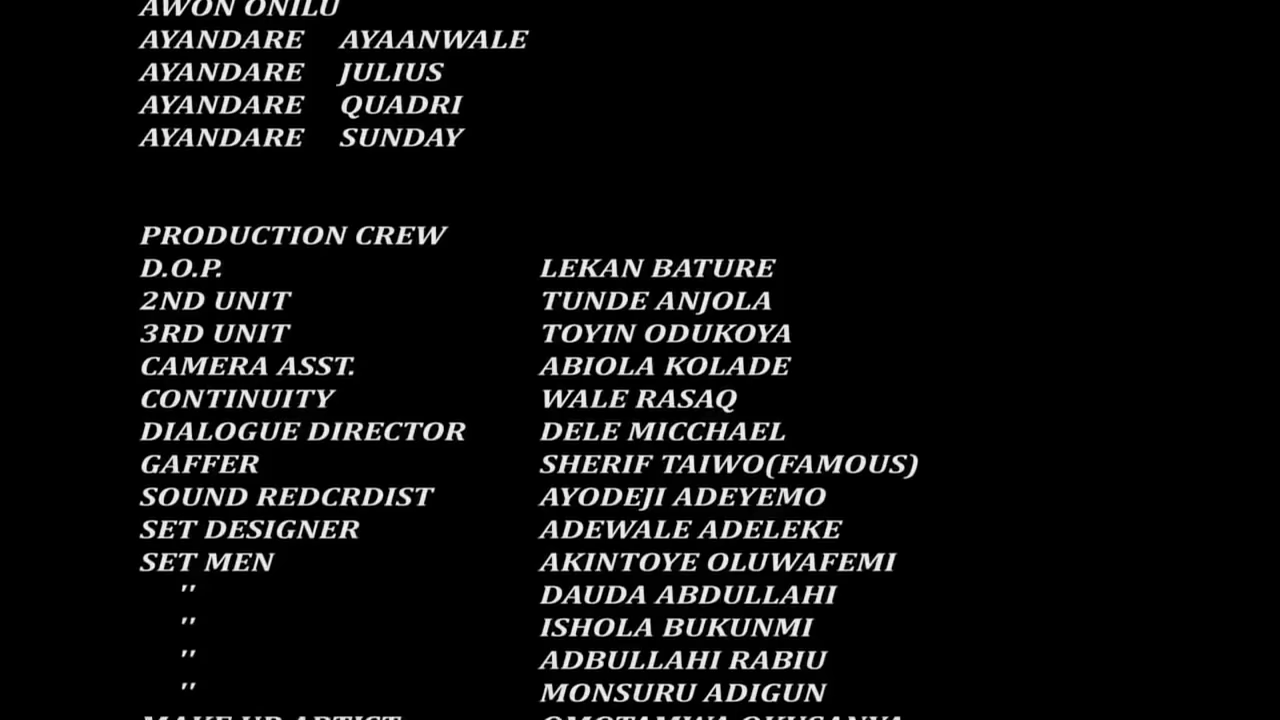 AWON ONILU
AYANDARE AYAANWALE
AYANDARE JULIUS
AYANDARE QUADRI
AYANDARE SUNDAY
PRODUCTION CREW
D.O.P. LEKAN BATURE
2ND UNIT TUNDE ANJOLA
3RD UNIT TOYIN ODUKOYA
CAMERA ASST. ABIOLA KOLADE
CONTINUITY WALE RASAQ
DIALOGUE DIRECTOR DELE MICCHAEL
GAFFER SHERIF TAIWO(FAMOUS)
SOUND REDCRDIST AYODEJI ADEYEMO
SET DESIGNER ADEWALE ADELEKE
SET MEN AKINTOYE OLUWAFEMI
" DAUDA ABDULLAHI
" ISHOLA BUKUNMI
" ADBULLAHI RABIU
" MONSURU ADIGUN
MAKE UP ARTIST